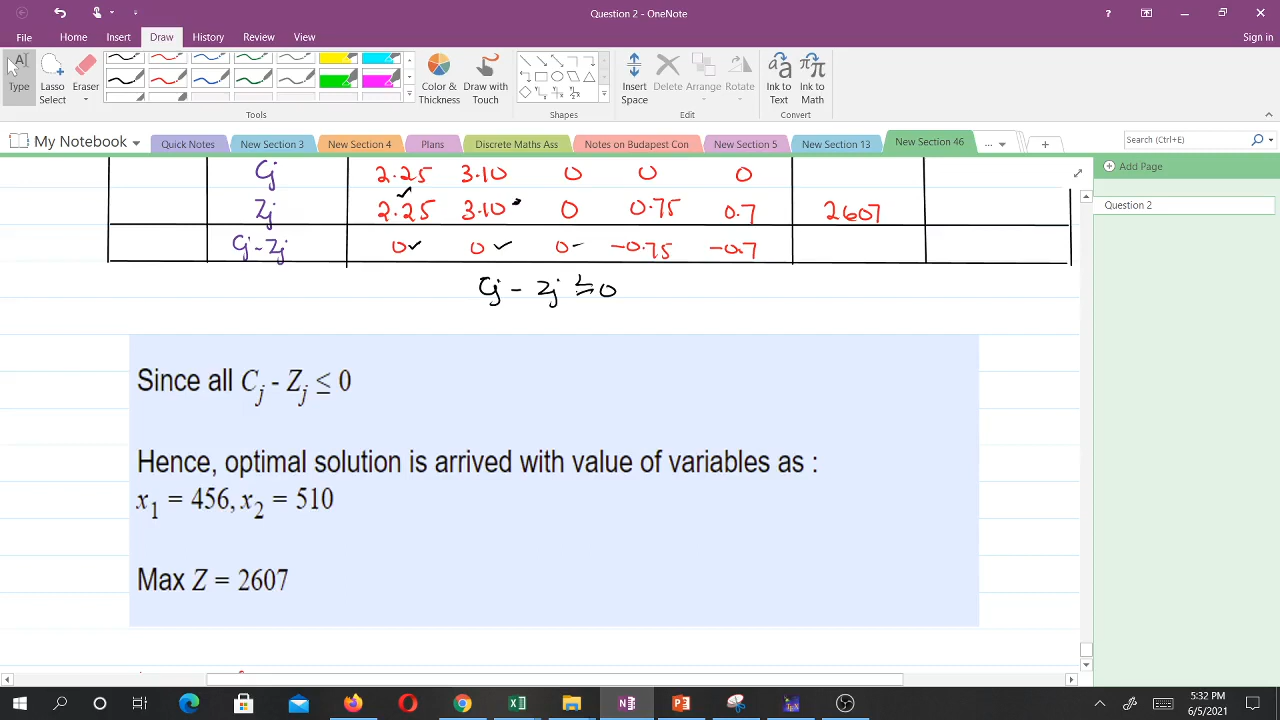 Question 2 - OneNote
?
File Home Insert Draw History Review View
Sign in
Type
Lasso Select
Eraser
Color & Thickness
Draw with Touch
Insert Space
Delete
Arrange
Rotate
Ink to Text
Ink to Math
Tools
Shapes
Edit
Convert
My Notebook
Quick Notes
New Section 3
New Section 4
Plans
Discrete Maths Ass
Notes on Budapest Con
New Section 5
New Section 13
New Section 46
...
+
Search (Ctrl+E)
Add Page
Question 2
Cj 2.25 3.10 0 0 0
Zj 2.25 3.10 0 0.75 0.7 2607
Cj - Zj 0 0 0 -0.75 -0.7
Cj - Zj ≤ 0
Since all Cj - Zj ≤ 0
Hence, optimal solution is arrived with value of variables as :
x1 = 456, x2 = 510
Max Z = 2607
5:32 PM
6/5/2021